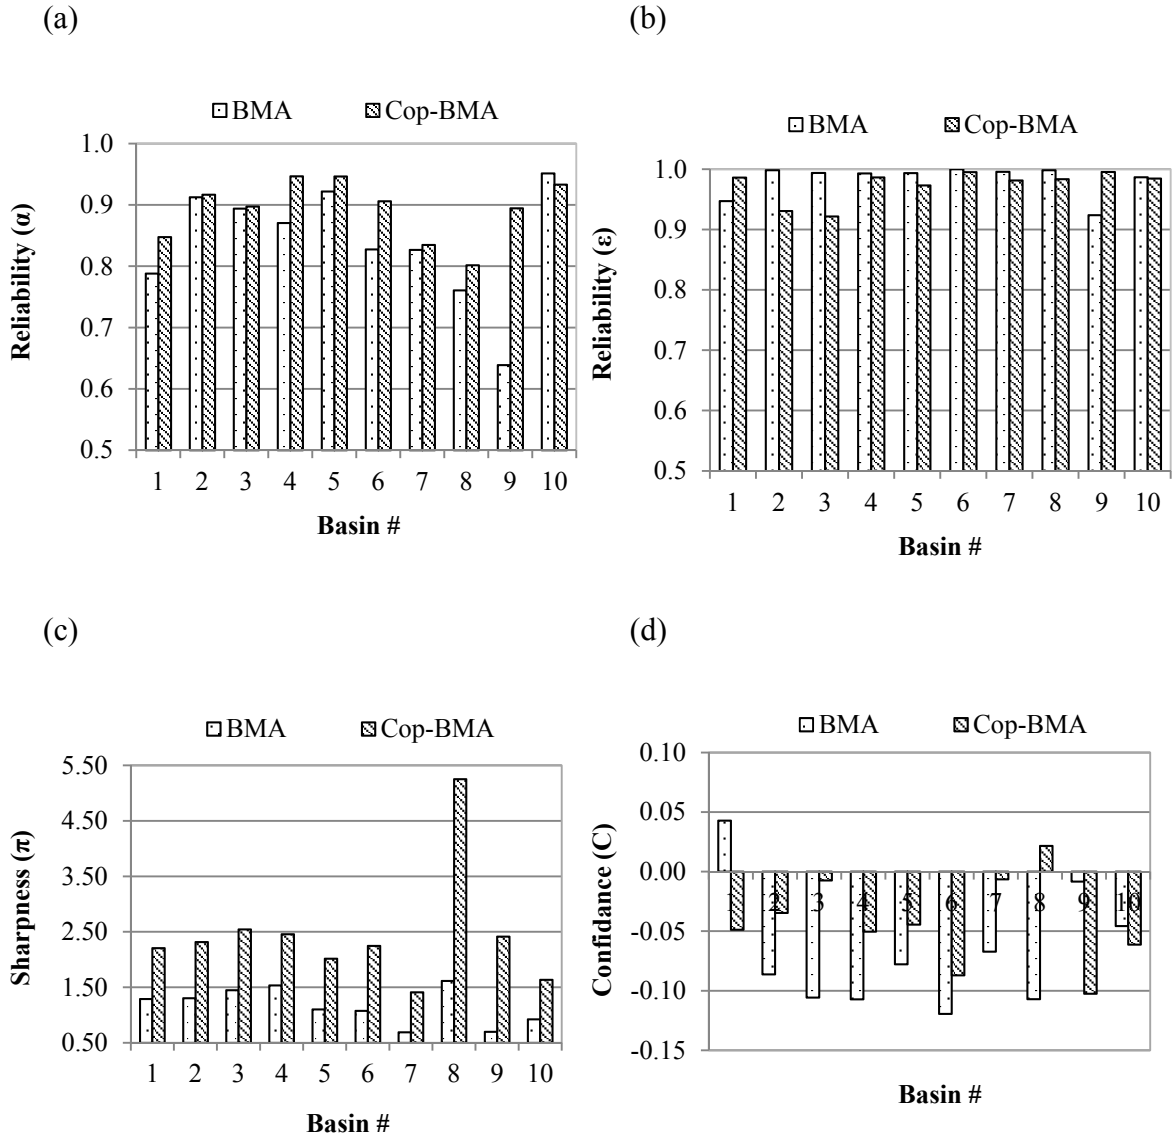 (a)
BMA Cop-BMA
Reliability (α)
1.0
0.9
0.8
0.7
0.6
0.5
1 2 3 4 5 6 7 8 9 10
Basin #
(b)
BMA Cop-BMA
Reliability (ε)
1.0
0.9
0.8
0.7
0.6
0.5
1 2 3 4 5 6 7 8 9 10
Basin #
(c)
BMA Cop-BMA
Sharpness (π)
5.50
4.50
3.50
2.50
1.50
0.50
1 2 3 4 5 6 7 8 9 10
Basin #
(d)
BMA Cop-BMA
Confidance (C)
0.10
0.05
0.00
-0.05
-0.10
-0.15
1 2 3 4 5 6 7 8 9 10
Basin #